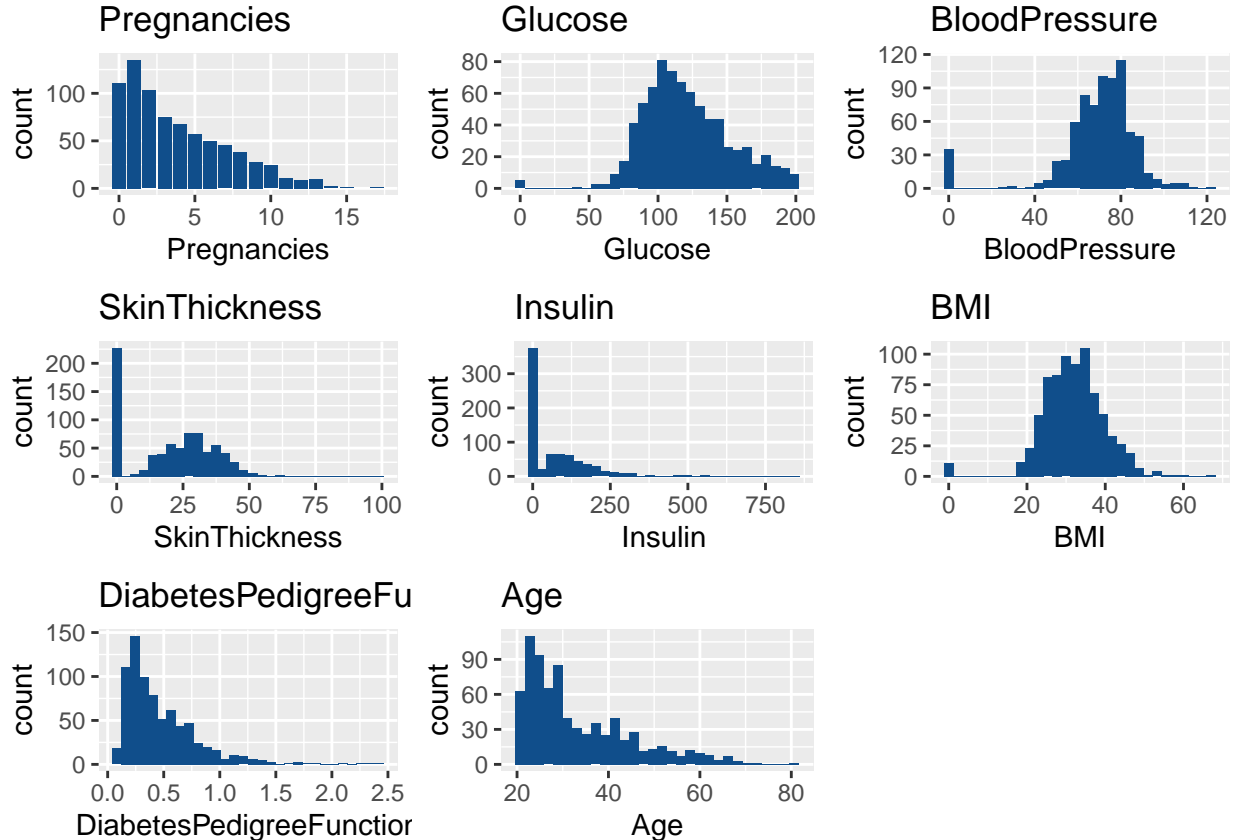 Pregnancies
count
100
50
0
0 5 10 15
Pregnancies
Glucose
count
80
60
40
20
0
0 50 100 150 200
Glucose
BloodPressure
count
120
90
60
30
0
0 40 80 120
BloodPressure
SkinThickness
count
200
150
100
50
0
0 25 50 75 100
SkinThickness
Insulin
count
300
200
100
0
0 250 500 750
Insulin
BMI
count
100
75
50
25
0
0 20 40 60
BMI
DiabetesPedigreeFu
count
150
100
50
0
0.0 0.5 1.0 1.5 2.0 2.5
DiabetesPedigreeFunction
Age
count
90
60
30
0
20 40 60 80
Age